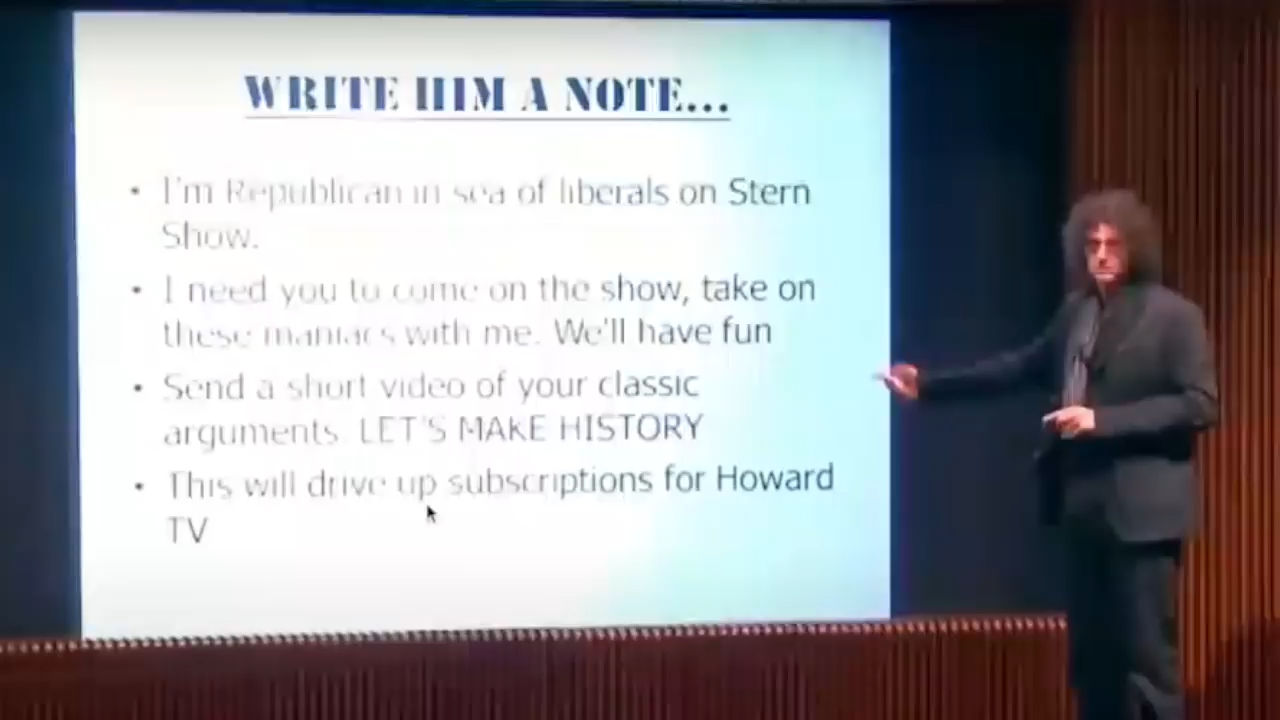 WRITE HIM A NOTE...
• I'm Republican in sea of liberals on Stern
Show.
• I need you to come on the show, take on
these maniacs with me. We'll have fun
• Send a short video of your classic
arguments. LET'S MAKE HISTORY
• This will drive up subscriptions for Howard
TV